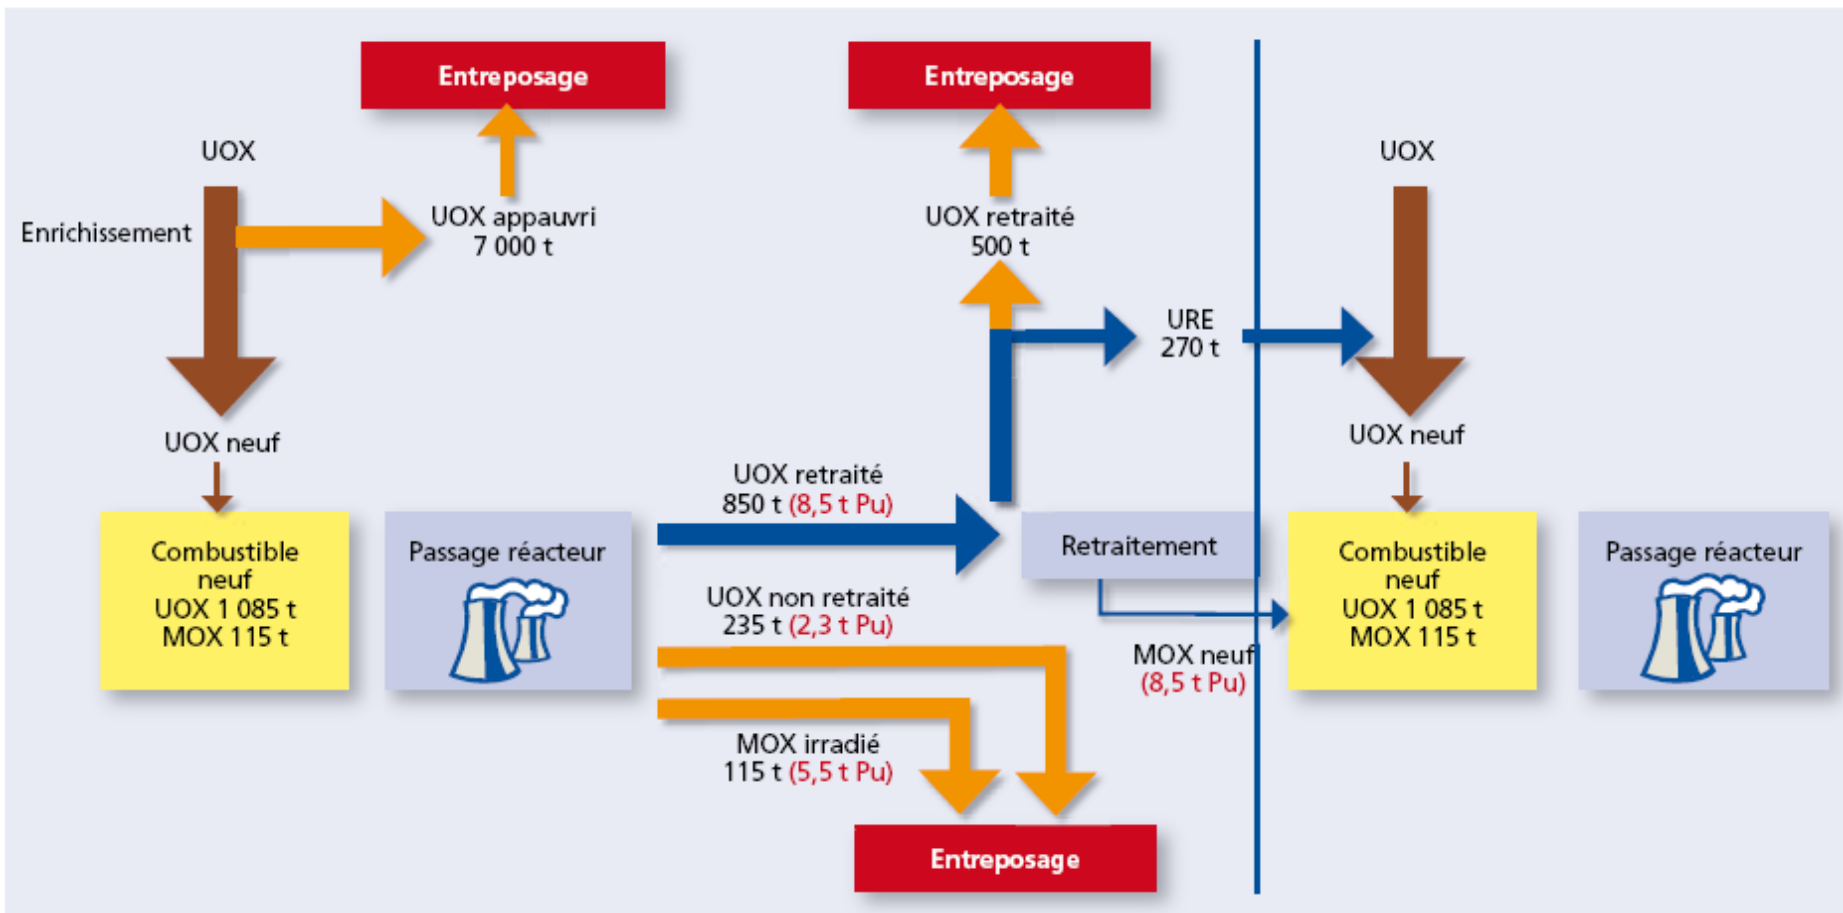 Entreposage
Entreposage
UOX
UOX
Enrichissement
UOX appauvri
7 000 t
UOX retraité
500 t
URE
270 t
UOX neuf
UOX neuf
UOX retraité
850 t (8,5 t Pu)
Combustible
neuf
UOX 1 085 t
MOX 115 t
Passage réacteur
Retraitement
Combustible
neuf
UOX 1 085 t
MOX 115 t
Passage réacteur
UOX non retraité
235 t (2,3 t Pu)
MOX neuf
(8,5 t Pu)
MOX irradié
115 t (5,5 t Pu)
Entreposage